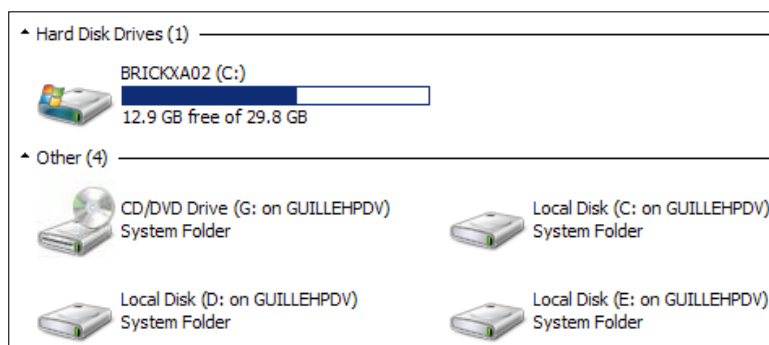 Hard Disk Drives (1)
BRICKXA02 (C:)
12.9 GB free of 29.8 GB
Other (4)
CD/DVD Drive (G: on GUILLEHPDV)
System Folder
Local Disk (C: on GUILLEHPDV)
System Folder
Local Disk (D: on GUILLEHPDV)
System Folder
Local Disk (E: on GUILLEHPDV)
System Folder